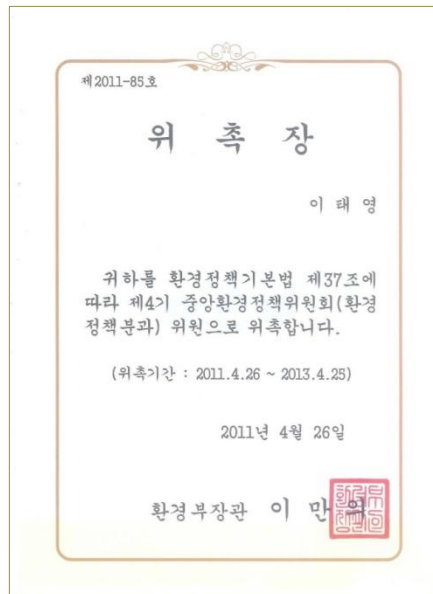 제2011-85호
위 촉 장
이 태 영
귀하를 환경정책기본법 제37조에
따라 제4기 중앙환경정책위원회(환경
정책분과) 위원으로 위촉합니다.
(위촉기간 : 2011.4.26 ~ 2013.4.25)
2011년 4월 26일
환경부장관 이 만 의